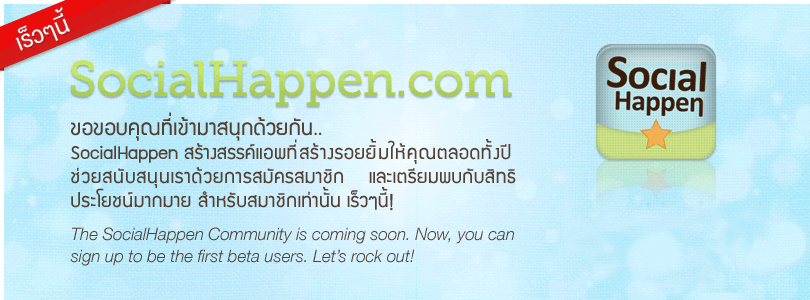 เร็วๆนี้
SocialHappen.com
ขอขอบคุณที่เข้ามาสนุกด้วยกัน..
SocialHappen สร้างสรรค์แอพที่สร้างรอยยิ้มให้คุณตลอดทั้งปี
ช่วยสนับสนุนเราด้วยการสมัครสมาชิก และเตรียมพบกับสิทธิ
ประโยชน์มากมาย สำหรับสมาชิกเท่านั้น เร็วๆนี้!
The SocialHappen Community is coming soon. Now, you can
sign up to be the first beta users. Let's rock out!
Social
Happen